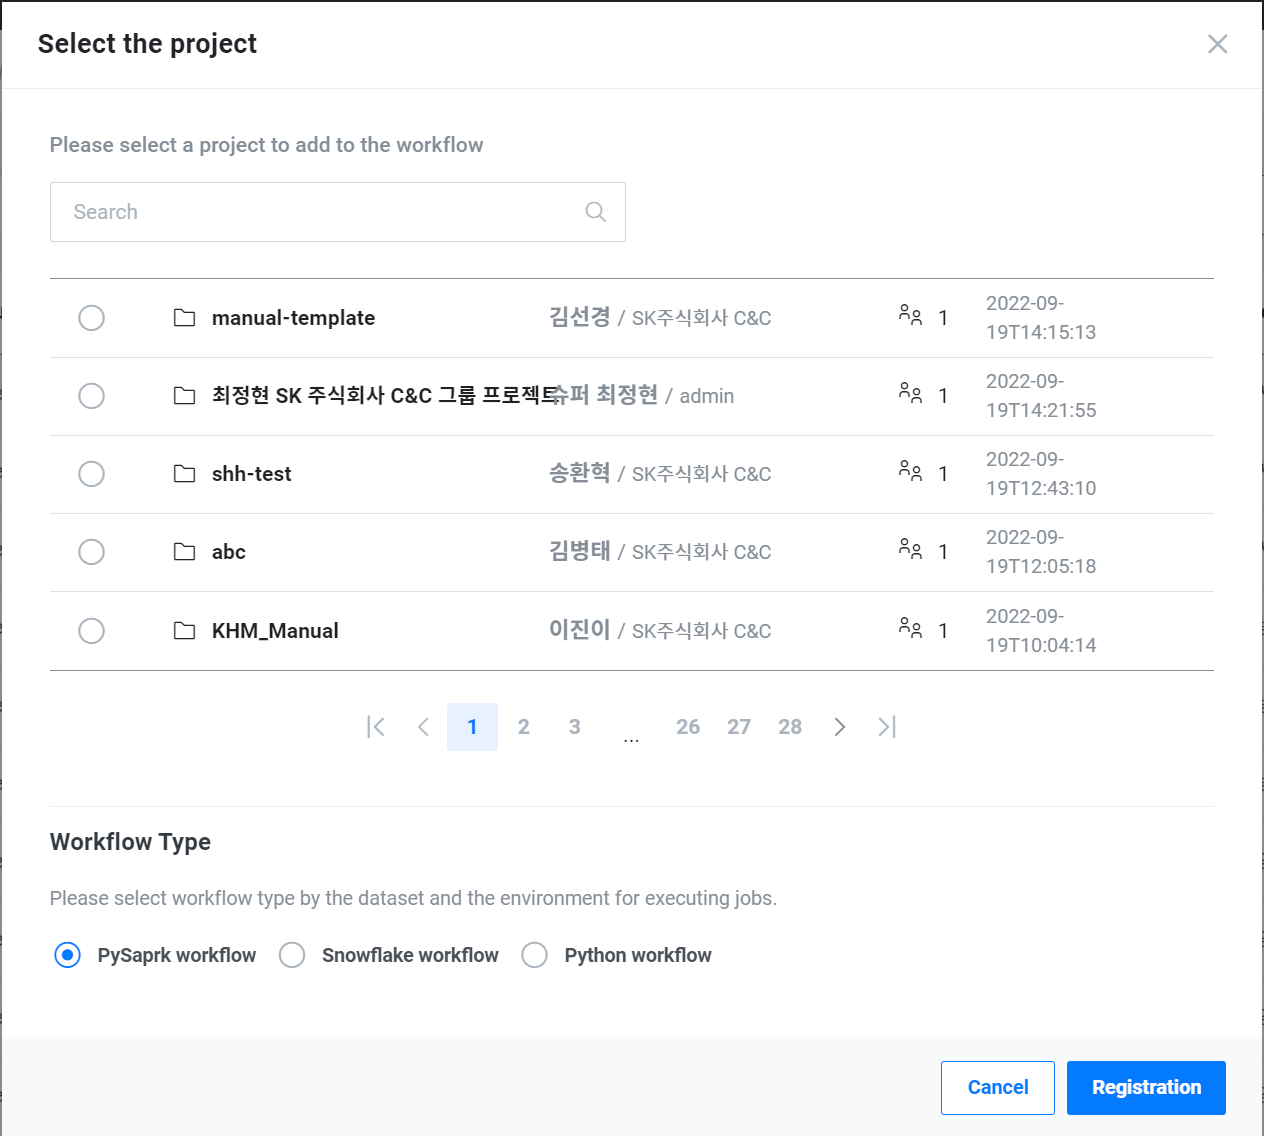 Select the project
Please select a project to add to the workflow
Search
manual-template 김선경 / SK주식회사 C&C 1 2022-09-
19T14:15:13
최정현 SK 주식회사 C&C 그룹 프로젝트 슈퍼 최정현 / admin 1 2022-09-
19T14:21:55
shh-test 송환혁 / SK주식회사 C&C 1 2022-09-
19T12:43:10
abc 김병태 / SK주식회사 C&C 1 2022-09-
19T12:05:18
KHM_Manual 이진이 / SK주식회사 C&C 1 2022-09-
19T10:04:14
1 2 3 ... 26 27 28
Workflow Type
Please select workflow type by the dataset and the environment for executing jobs.
PySaprk workflow Snowflake workflow Python workflow
Cancel Registration